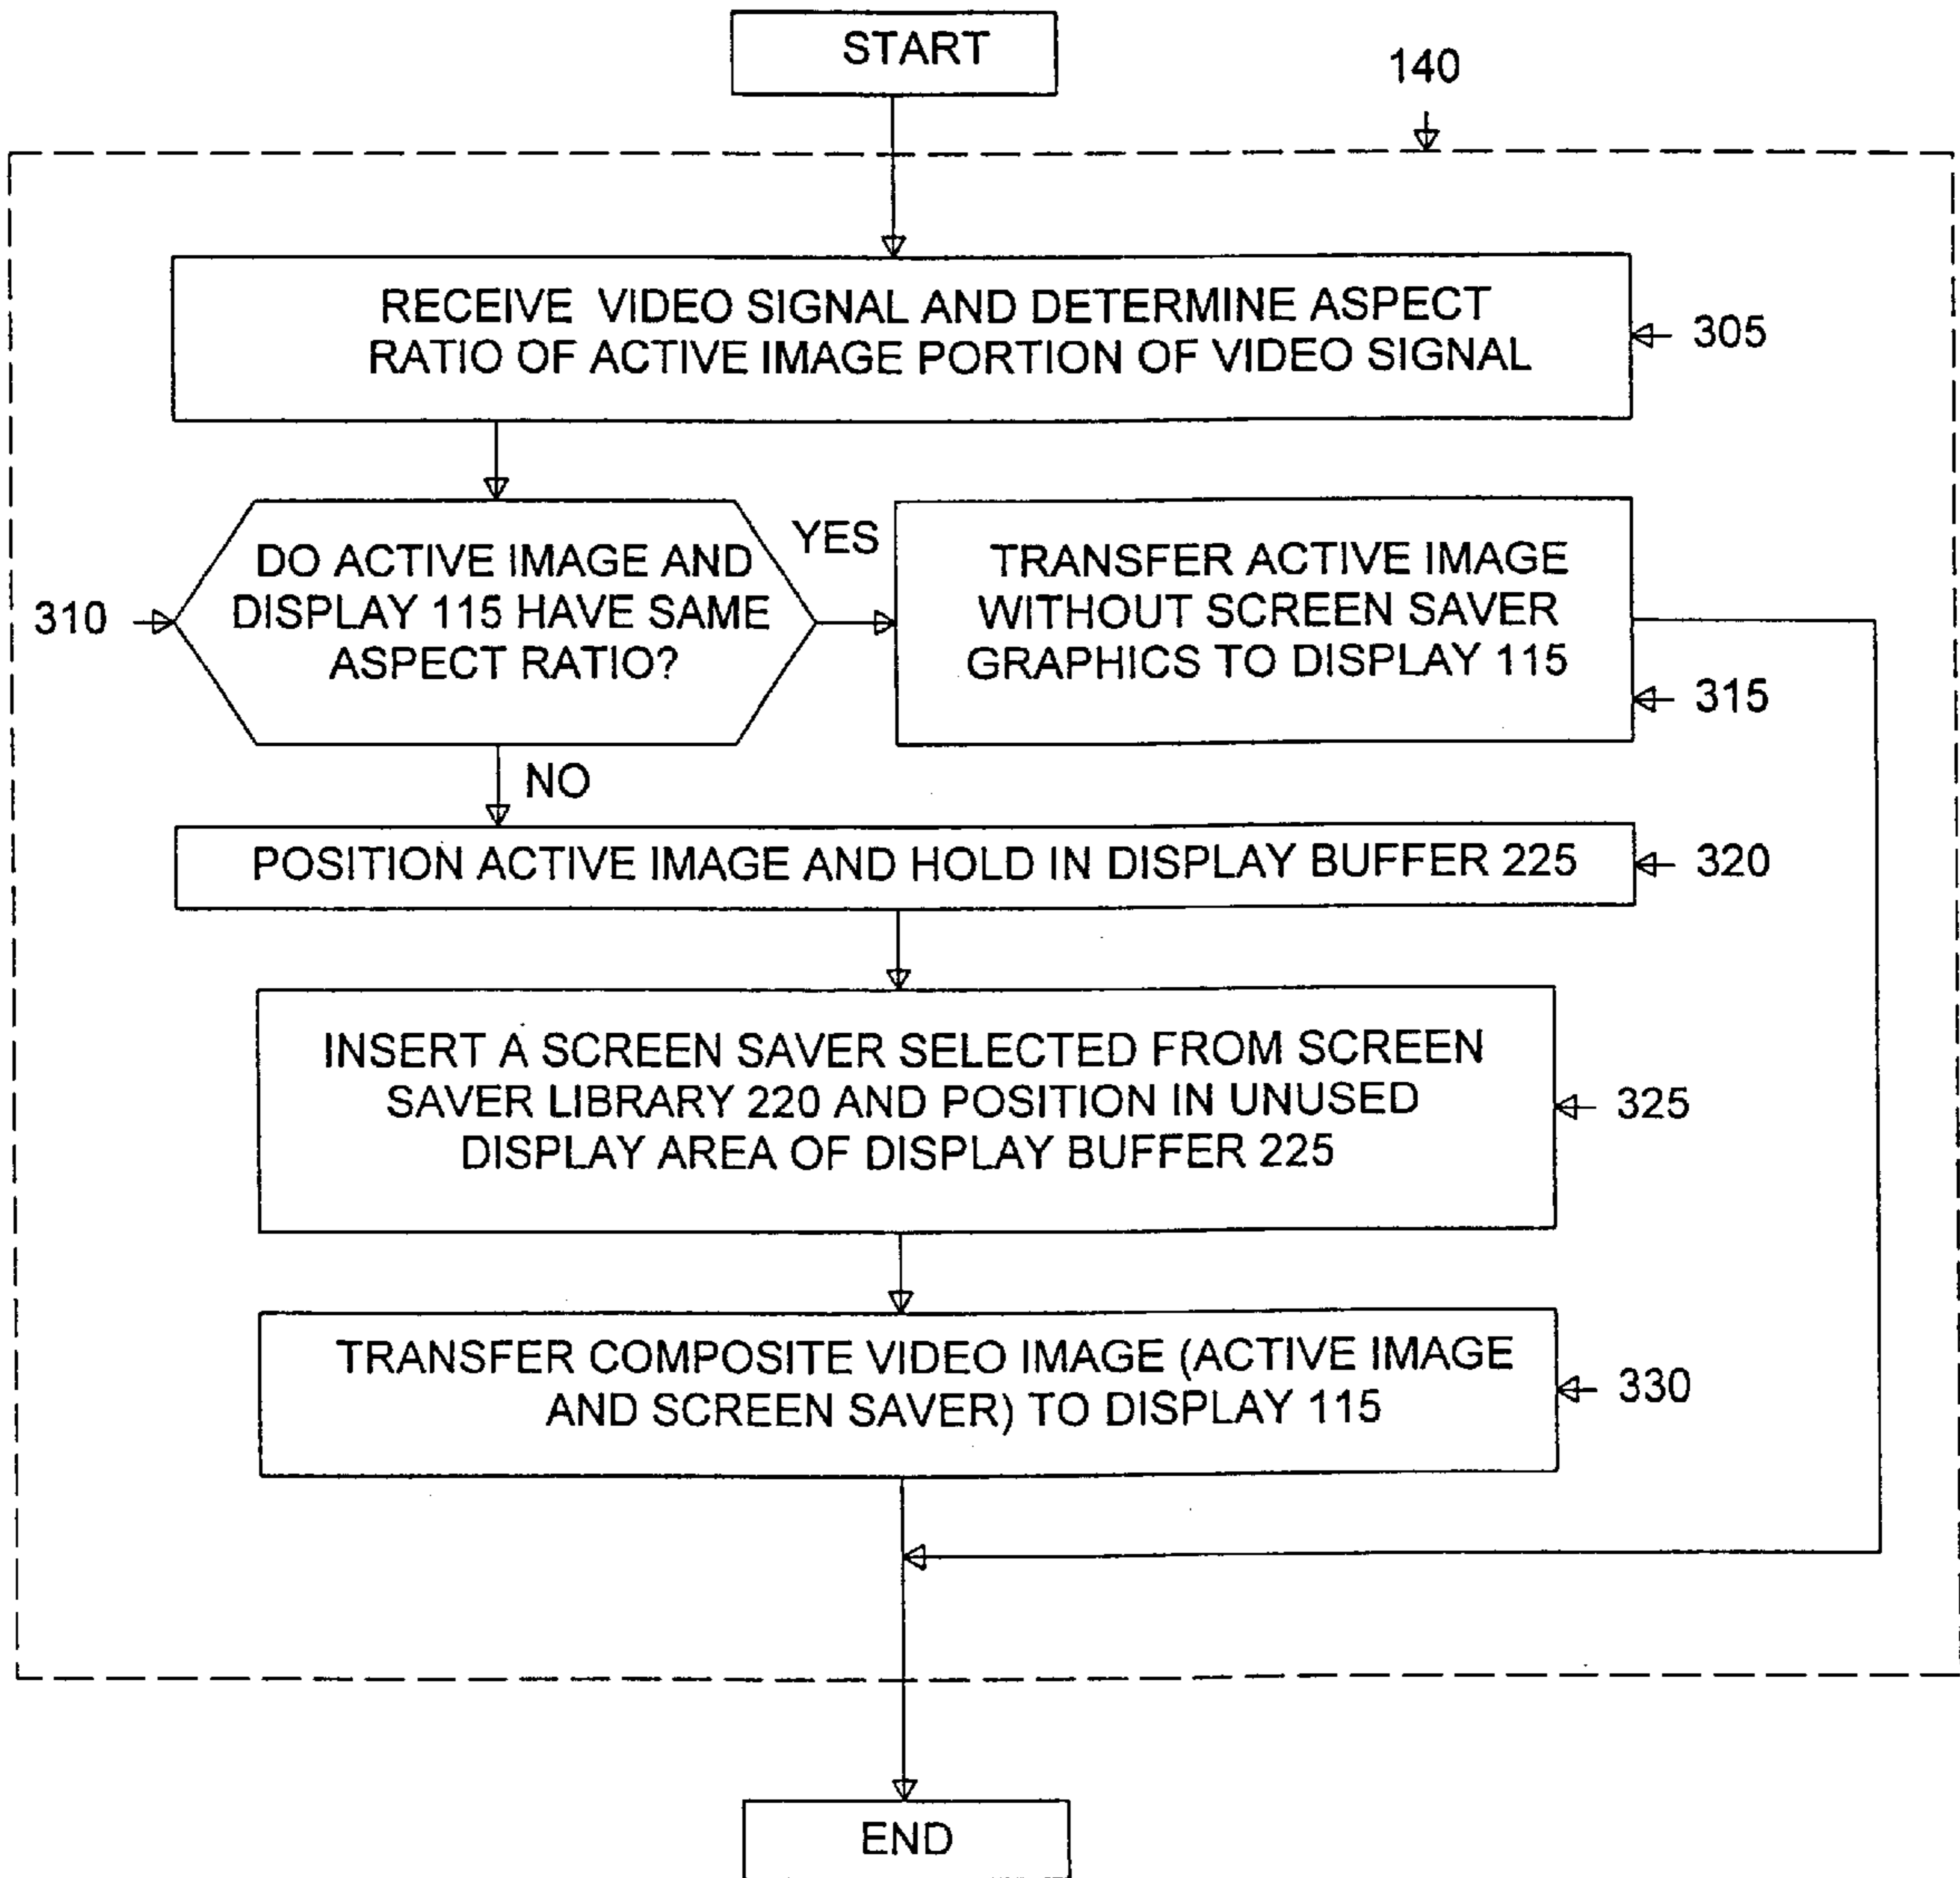 START
140
RECEIVE VIDEO SIGNAL AND DETERMINE ASPECT
RATIO OF ACTIVE IMAGE PORTION OF VIDEO SIGNAL
305
DO ACTIVE IMAGE AND
DISPLAY 115 HAVE SAME
ASPECT RATIO?
310
YES
TRANSFER ACTIVE IMAGE
WITHOUT SCREEN SAVER
GRAPHICS TO DISPLAY 115
315
NO
POSITION ACTIVE IMAGE AND HOLD IN DISPLAY BUFFER 225
320
INSERT A SCREEN SAVER SELECTED FROM SCREEN
SAVER LIBRARY 220 AND POSITION IN UNUSED
DISPLAY AREA OF DISPLAY BUFFER 225
325
TRANSFER COMPOSITE VIDEO IMAGE (ACTIVE IMAGE
AND SCREEN SAVER) TO DISPLAY 115
330
END